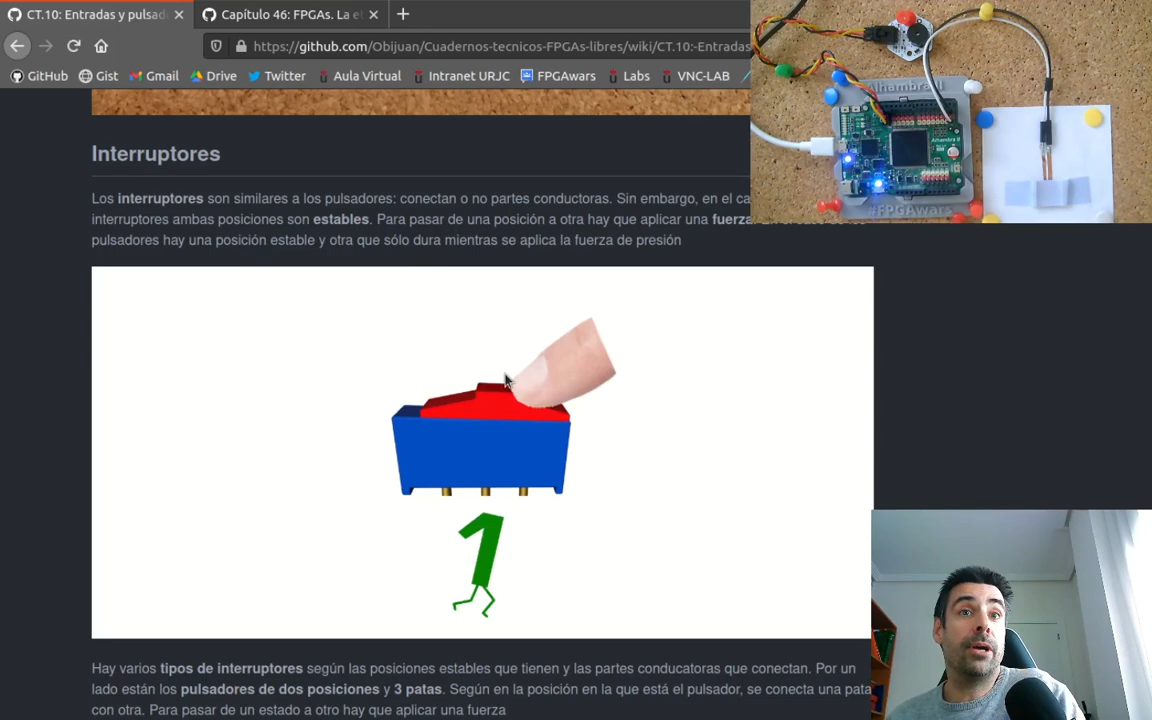 CT.10: Entradas y pulsad
Capítulo 46: FPGAs. La e
https://github.com/Obijuan/Cuadernos-tecnicos-FPGAs-libres/wiki/CT.10:-Entradas
GitHub Gist Gmail Drive Twitter Aula Virtual Intranet URJC FPGAwars Labs VNC-LAB
Interruptores
Los interruptores son similares a los pulsadores: conectan o no partes conductoras. Sin embargo, en el ca
interruptores ambas posiciones son estables. Para pasar de una posición a otra hay que aplicar una fuerza
pulsadores hay una posición estable y otra que sólo dura mientras se aplica la fuerza de presión
1
Hay varios tipos de interruptores según las posiciones estables que tienen y las partes conducatoras que conectan. Por un
lado están los pulsadores de dos posiciones y 3 patas. Según en la posición en la que está el pulsador, se conecta una pata
con otra. Para pasar de un estado a otro hay que aplicar una fuerza
Alhambra II
#FPGAwars